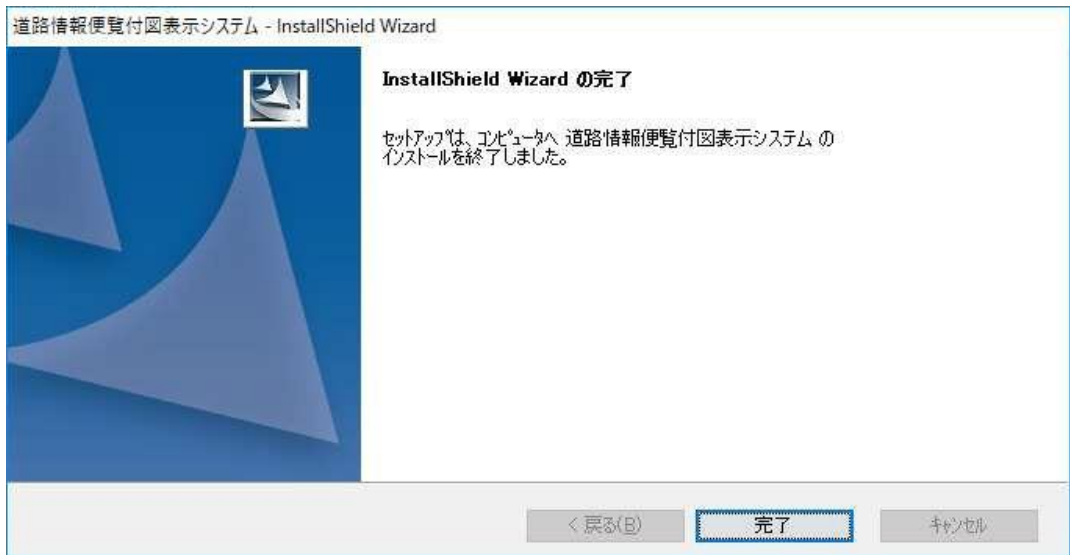 道路情報便覧付図表示システム - InstallShield Wizard
InstallShield Wizard の完了
セットアップは、コンピュータへ 道路情報便覧付図表示システム の
インストールを終了しました。
< 戻る(B)
完了
キャンセル